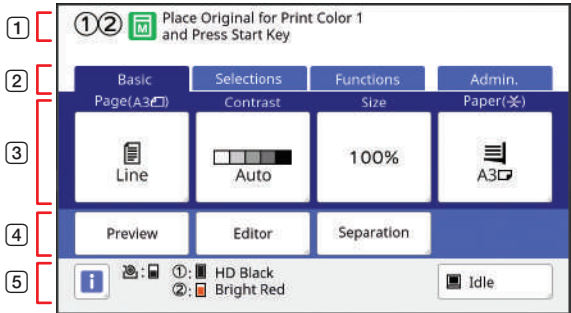 1
①② M Place Original for Print Color 1
and Press Start Key
2
Basic Selections Functions Admin.
3
Page(A3) Contrast Size Paper()
Line Auto 100% A3
4
Preview Editor Separation
5
i : ①: HD Black Idle
②: Bright Red